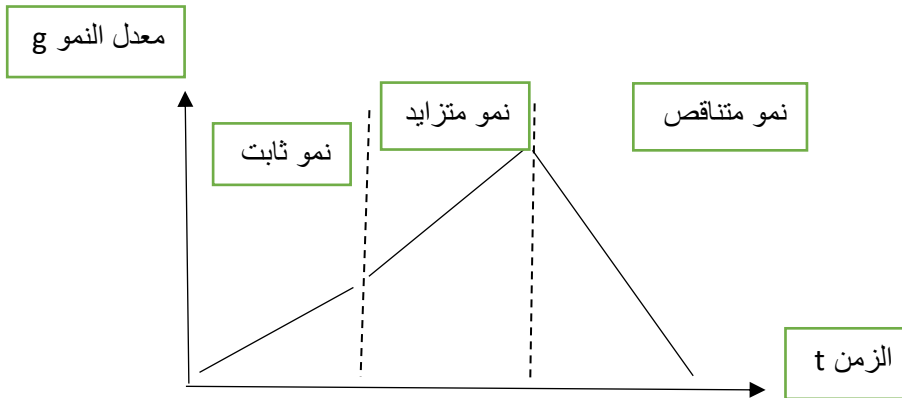 معدل النمو g
نمو متناقص
نمو متزايد
نمو ثابت
الزمن t